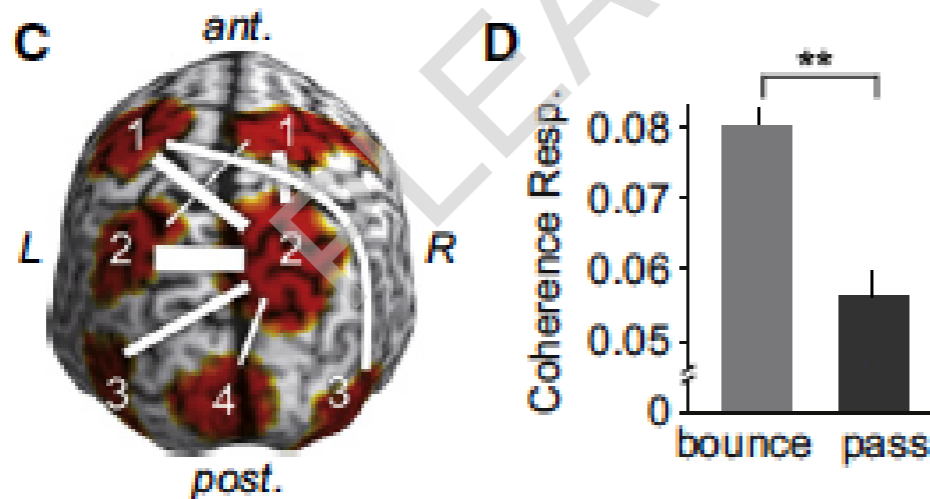 C
ant.
1 1
L
2 2
R
3 4 3
post.
D
**
Coherence Resp.
0.08
0.07
0.06
0.05
0
bounce pass
PLEA